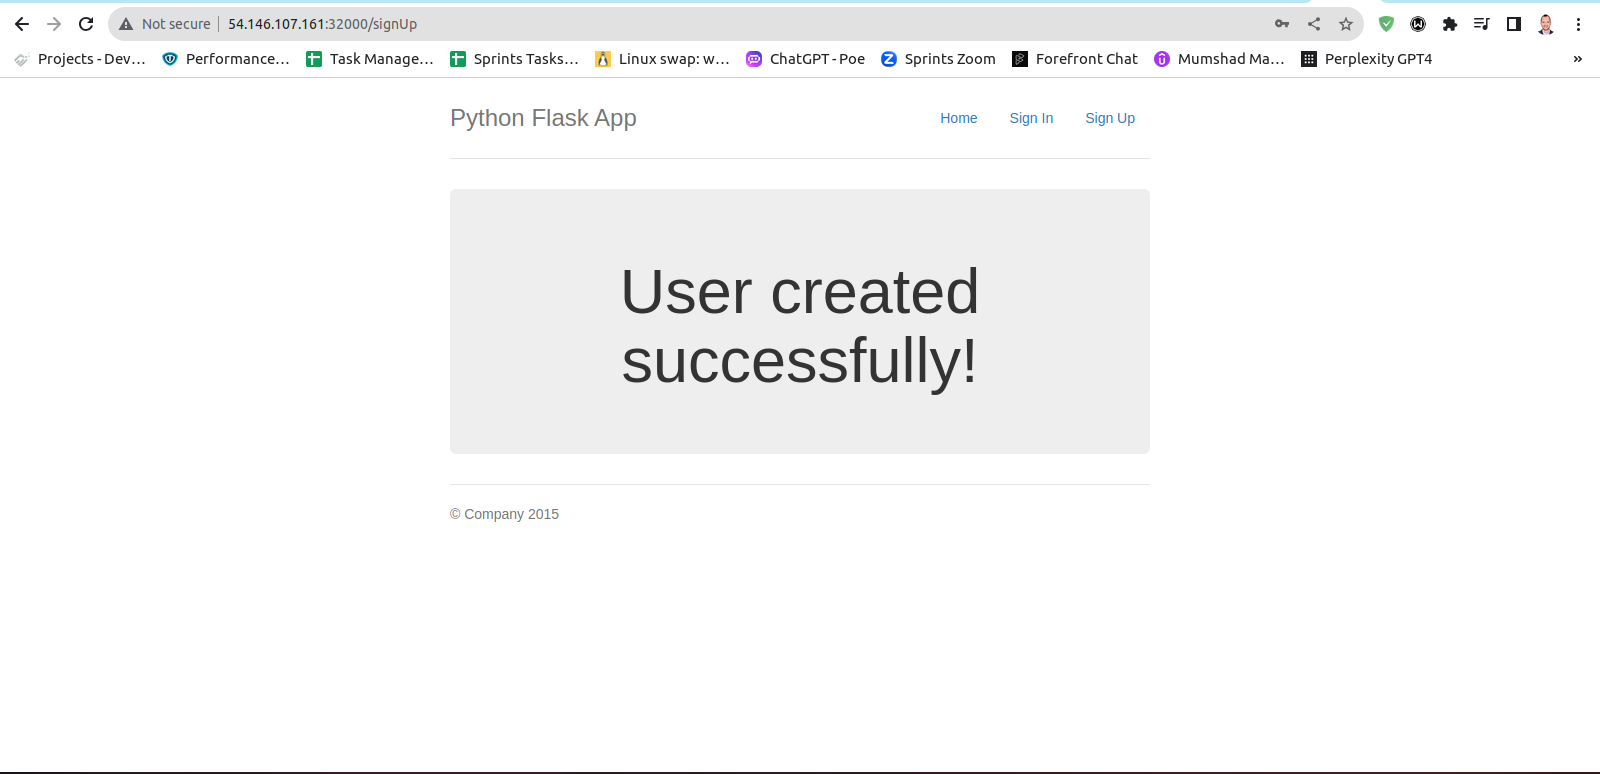 Not secure 54.146.107.161:32000/signUp
Projects - Dev... Performance... Task Manage... Sprints Tasks... Linux swap: w... ChatGPT - Poe Sprints Zoom Forefront Chat Mumshad Ma... Perplexity GPT4 »
Python Flask App Home Sign In Sign Up
User created
successfully!
© Company 2015